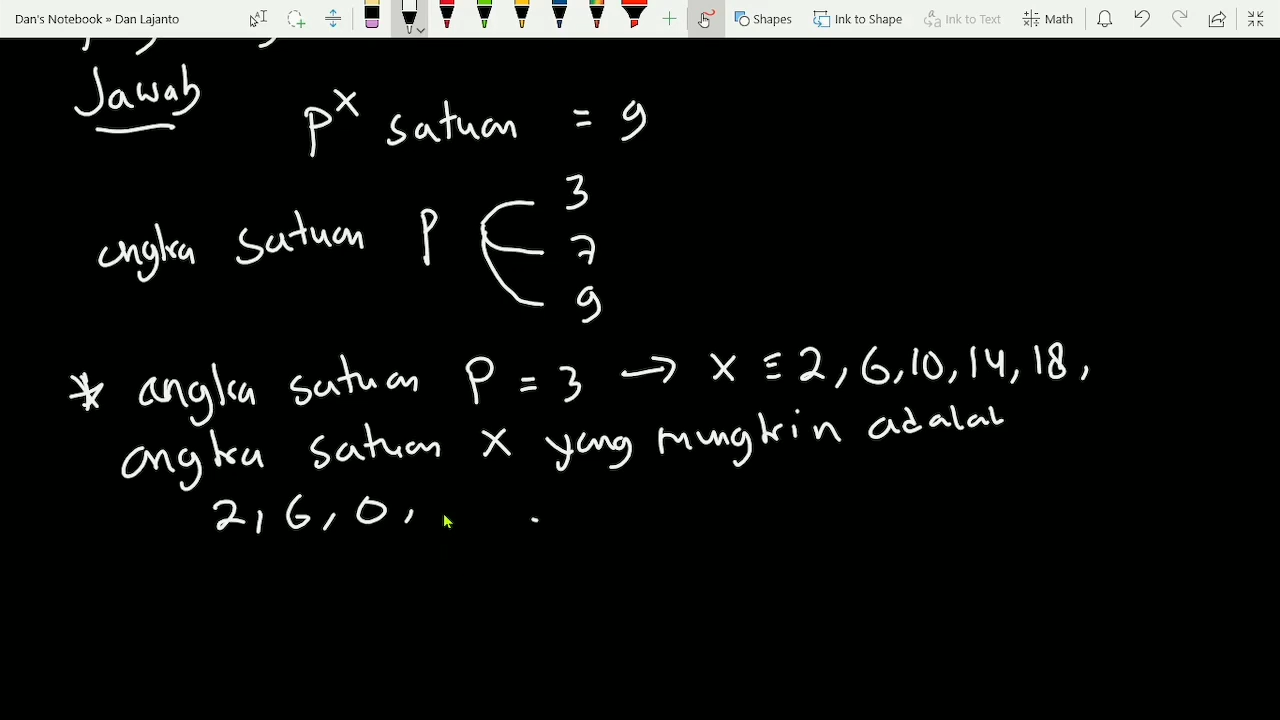 Dan's Notebook » Dan Lajanto
Shapes Ink to Shape Ink to Text Math
Jawab
P^x satuan = 9
angka satuan P
3
7
9
* angka satuan P = 3 → x ≡ 2, 6, 10, 14, 18,
angka satuan x yang mungkin adalah
2, 6, 0, .